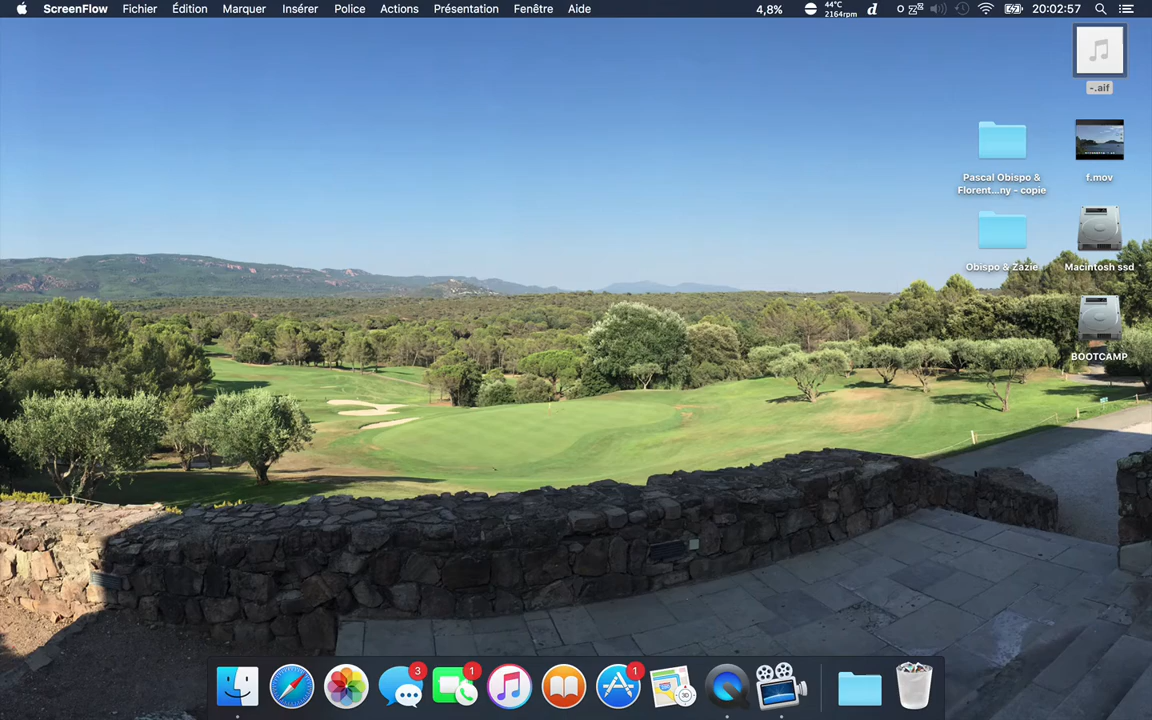 ScreenFlow Fichier Édition Marquer Insérer Police Actions Présentation Fenêtre Aide 4,8% 44°C 2164rpm d 20:02:57
-.aif
Pascal Obispo &
Florent...ny - copie
f.mov
Obispo & Zazie
Macintosh ssd
BOOTCAMP
3
1
1
3D